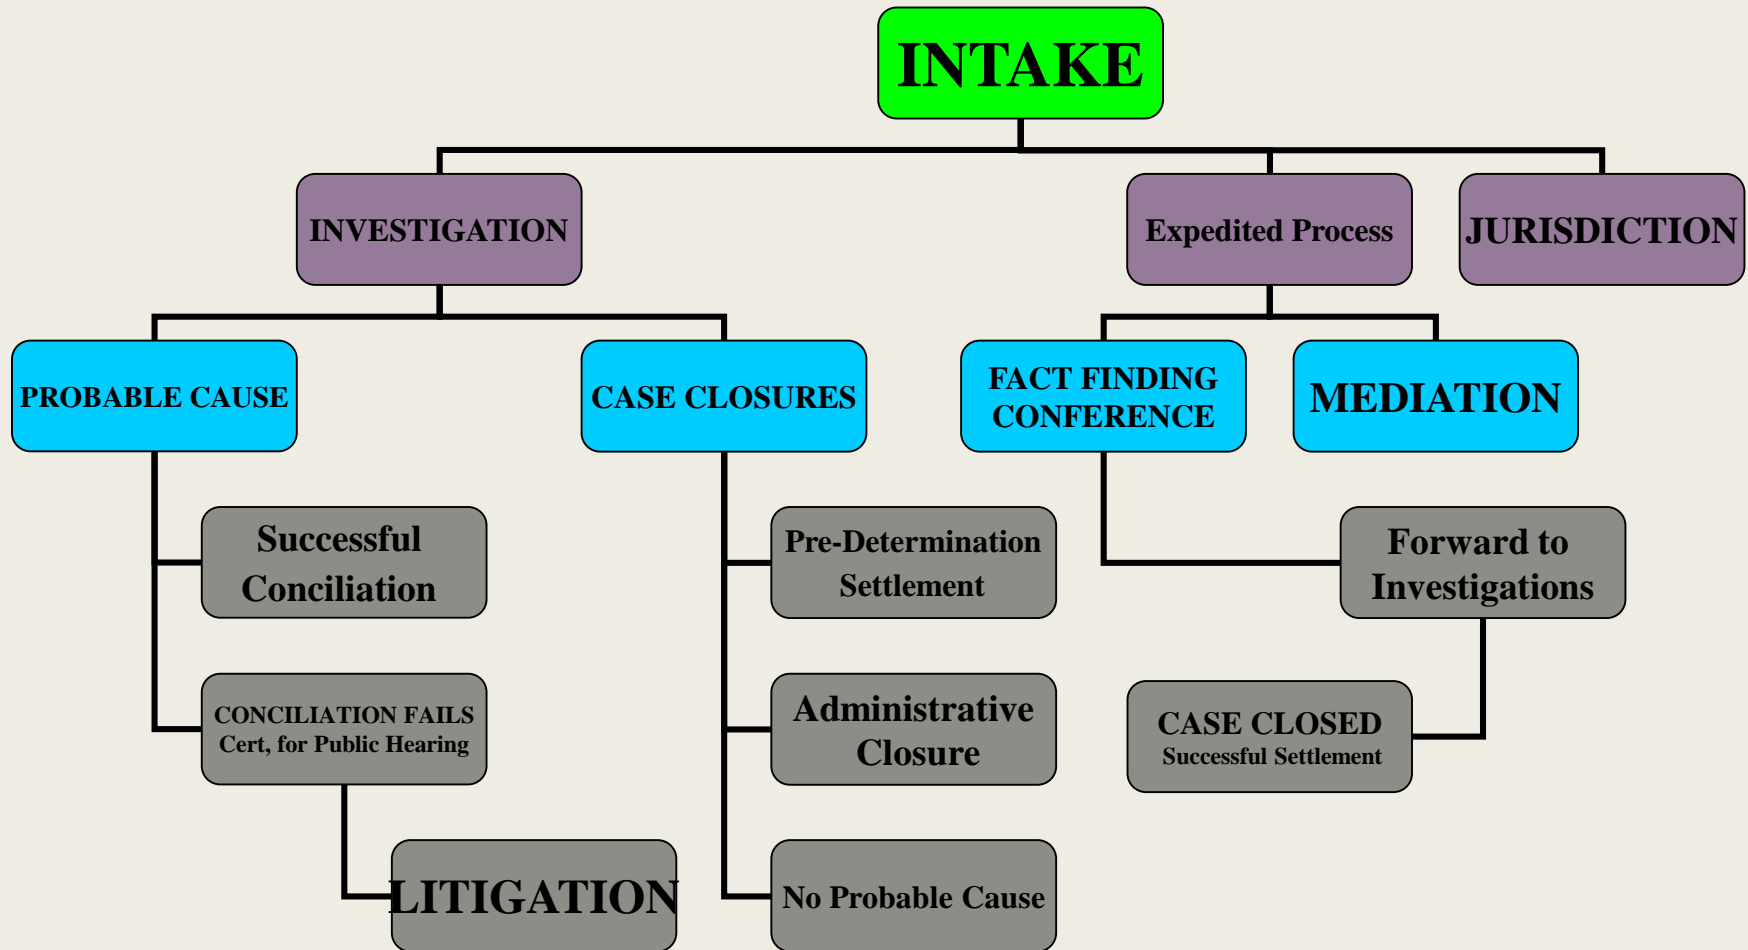 INTAKE
INVESTIGATION
Expedited Process
JURISDICTION
PROBABLE CAUSE
CASE CLOSURES
FACT FINDING
CONFERENCE
MEDIATION
Successful
Conciliation
Pre-Determination
Settlement
Forward to
Investigations
CONCILIATION FAILS
Cert, for Public Hearing
Administrative
Closure
CASE CLOSED
Successful Settlement
LITIGATION
No Probable Cause